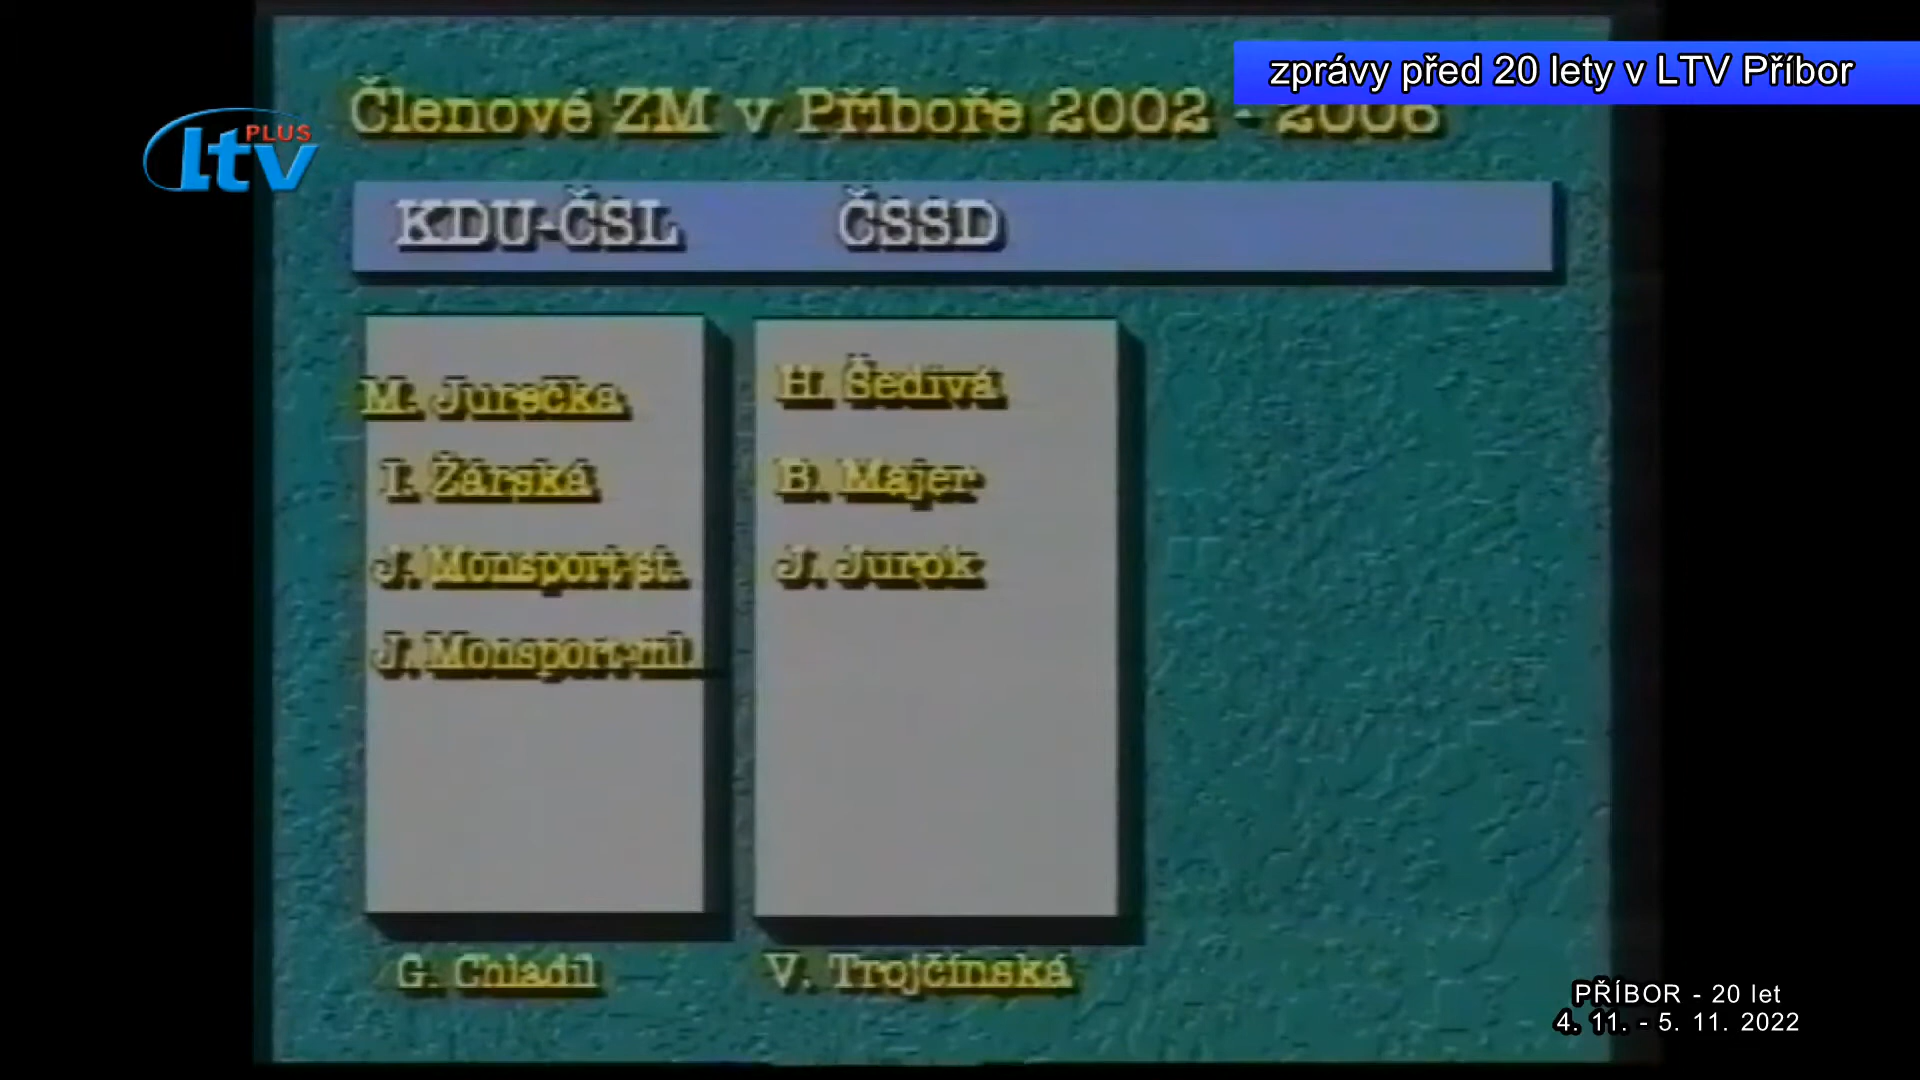 zprávy před 20 lety v LTV Příbor
ltv PLUS
Členové ZM v Příboře 2002 - 2006
KDU-ČSL ČSSD
M. Jurečka
I. Žárská
J. Monsport st.
J. Monsport ml.
H. Šedivá
B. Majer
J. Jurok
G. Chladil
V. Trojčínská
PŘÍBOR - 20 let
4. 11. - 5. 11. 2022